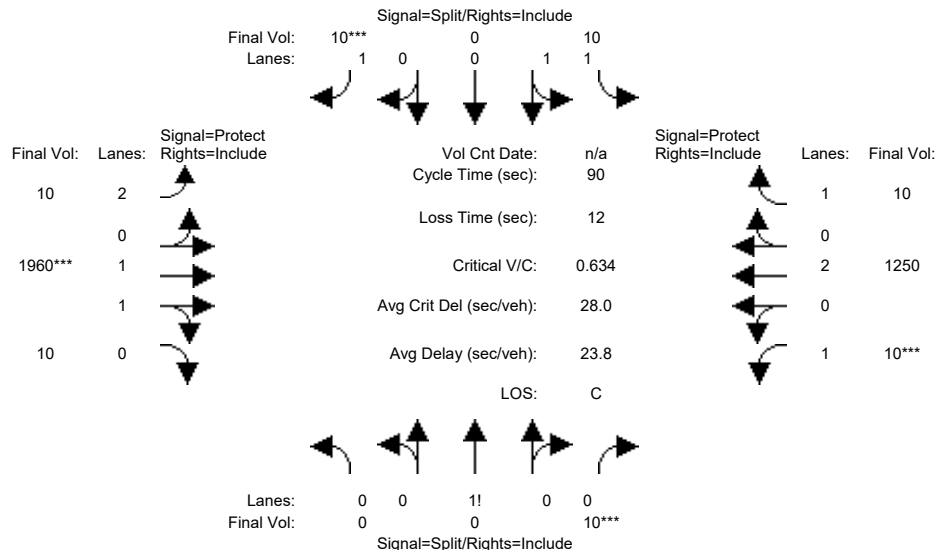 Signal=Split/Rights=Include
Final Vol: 10*** 0 10
Lanes: 1 0 0 1 1
Signal=Protect Signal=Protect
Final Vol: Lanes: Rights=Include Vol Cnt Date: n/a Rights=Include Lanes: Final Vol:
Cycle Time (sec): 90
10 2 1 10
Loss Time (sec): 12
0 0
1960*** 1 Critical V/C: 0.634 2 1250
1 Avg Crit Del (sec/veh): 28.0 0
10 0 Avg Delay (sec/veh): 23.8 1 10***
LOS: C
Lanes: 0 0 1! 0 0
Final Vol: 0 0 10***
Signal=Split/Rights=Include